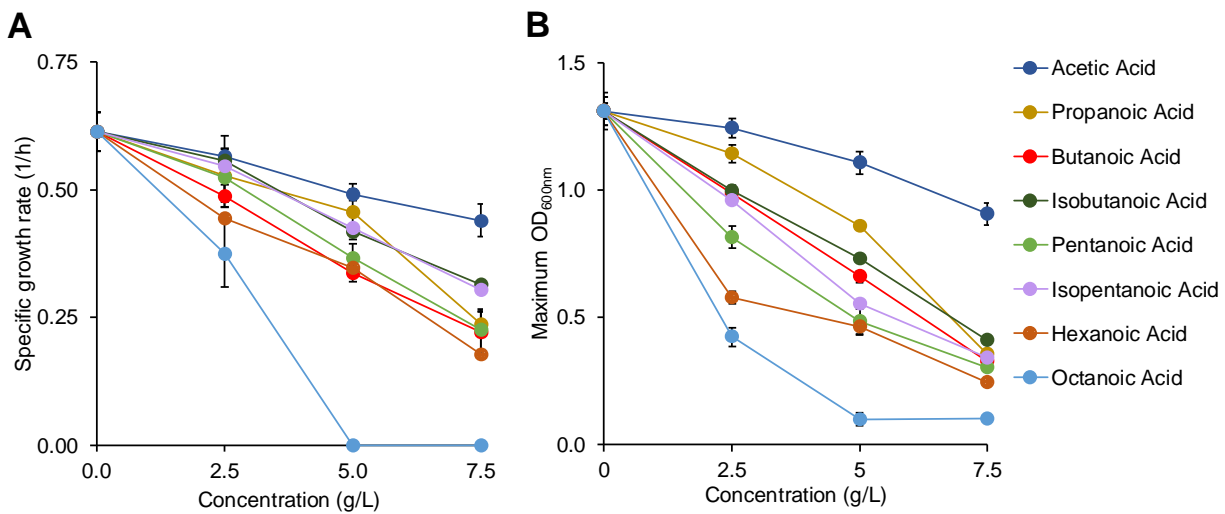 A
0.75
0.50
0.25
0.00
Specific growth rate (1/h)
0.0
2.5
5.0
7.5
Concentration (g/L)
B
1.5
1.0
0.5
0.0
Maximum OD600nm
0
2.5
5
7.5
Concentration (g/L)
Acetic Acid
Propanoic Acid
Butanoic Acid
Isobutanoic Acid
Pentanoic Acid
Isopentanoic Acid
Hexanoic Acid
Octanoic Acid